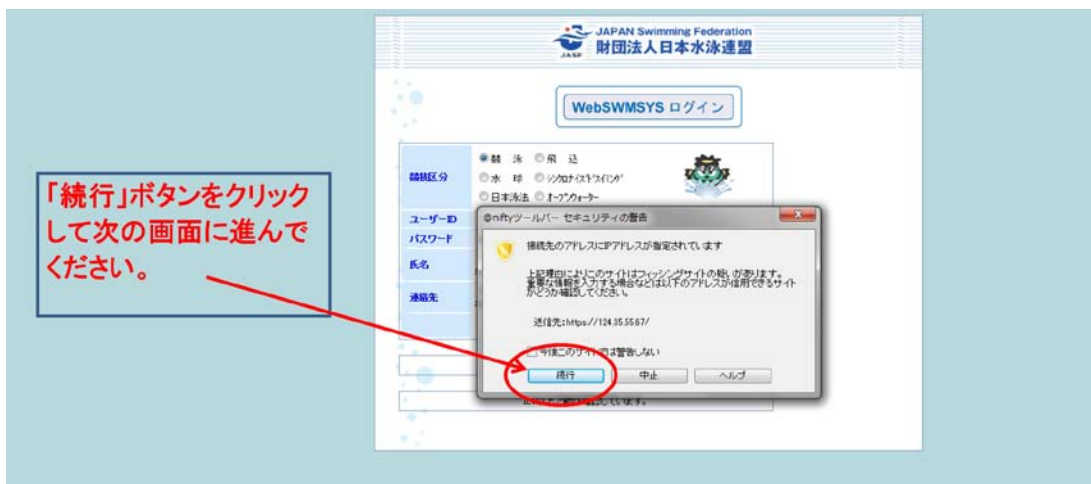 JAPAN Swimming Federation
財団法人日本水泳連盟
JASF
WebSWMSYS ログイン
競技区分
競 泳 飛 込
水 球 シンクロナイズドスイミング
日本泳法 オープンウォーター
ユーザーID
パスワード
氏名
連絡先
「続行」ボタンをクリック
して次の画面に進んで
ください。
@niftyツールバー セキュリティの警告
接続先のアドレスにIPアドレスが指定されています
上記理由によりこのサイトはフィッシングサイトの疑いがあります。
重要な情報を入力する場合などは以下のアドレスが信用できるサイト
かどうか確認してください。
送信先:https://124.35.55.67/
今後このサイトでは警告しない
続行 中止 ヘルプ